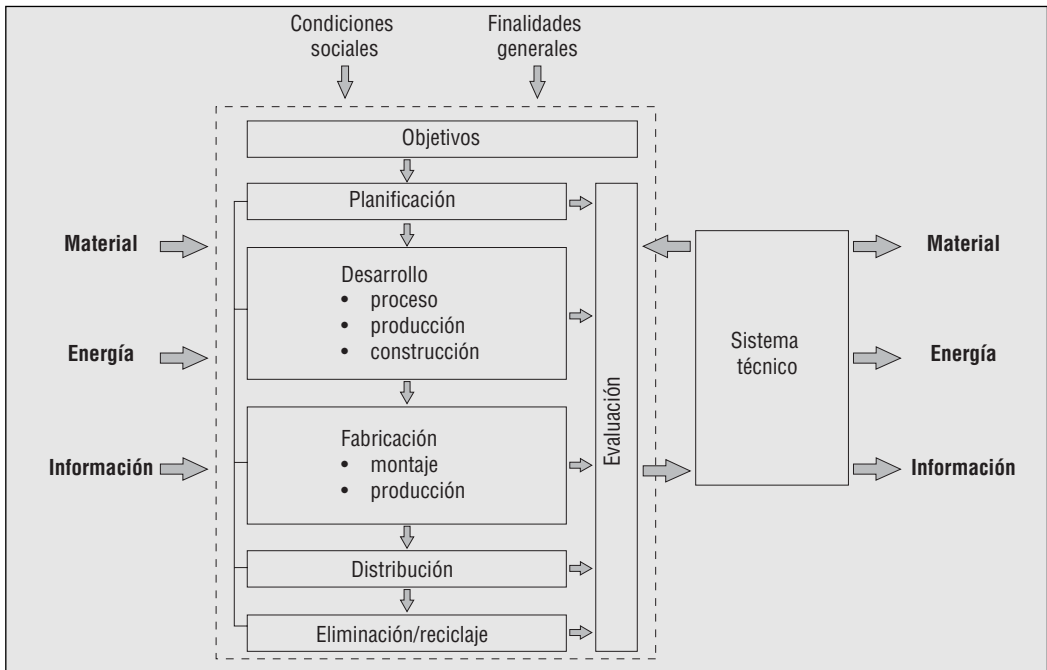 Condiciones
sociales
Finalidades
generales
Objetivos
Planificación
Material
Energía
Información
Desarrollo
• proceso
• producción
• construcción
Fabricación
• montaje
• producción
Distribución
Eliminación/reciclaje
Evaluación
Sistema
técnico
Material
Energía
Información